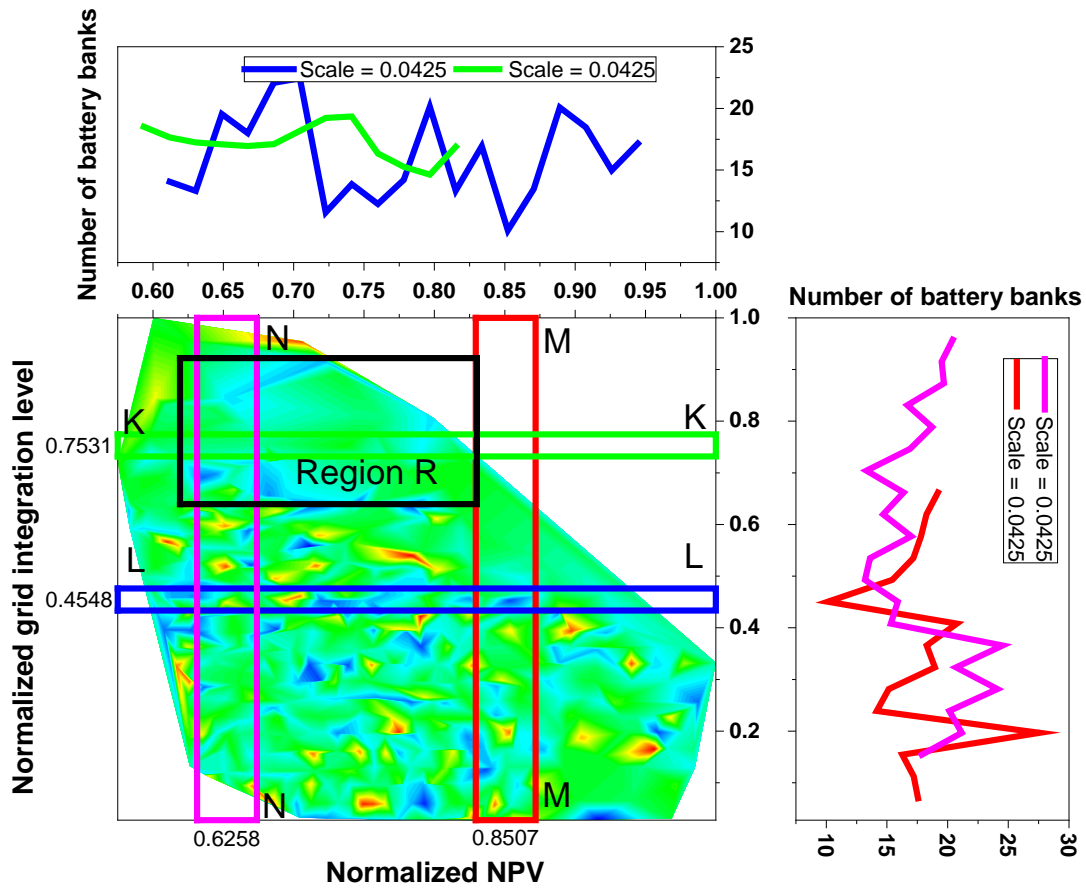 Number of battery banks
Scale = 0.0425
Scale = 0.0425
25
20
15
10
0.60 0.65 0.70 0.75 0.80 0.85 0.90 0.95 1.00
Normalized grid integration level
0.7531
0.4548
K
K
L
L
N
N
M
M
Region R
1.0
0.8
0.6
0.4
0.2
0.6258
0.8507
Normalized NPV
Number of battery banks
Scale = 0.0425
Scale = 0.0425
10
15
20
25
30